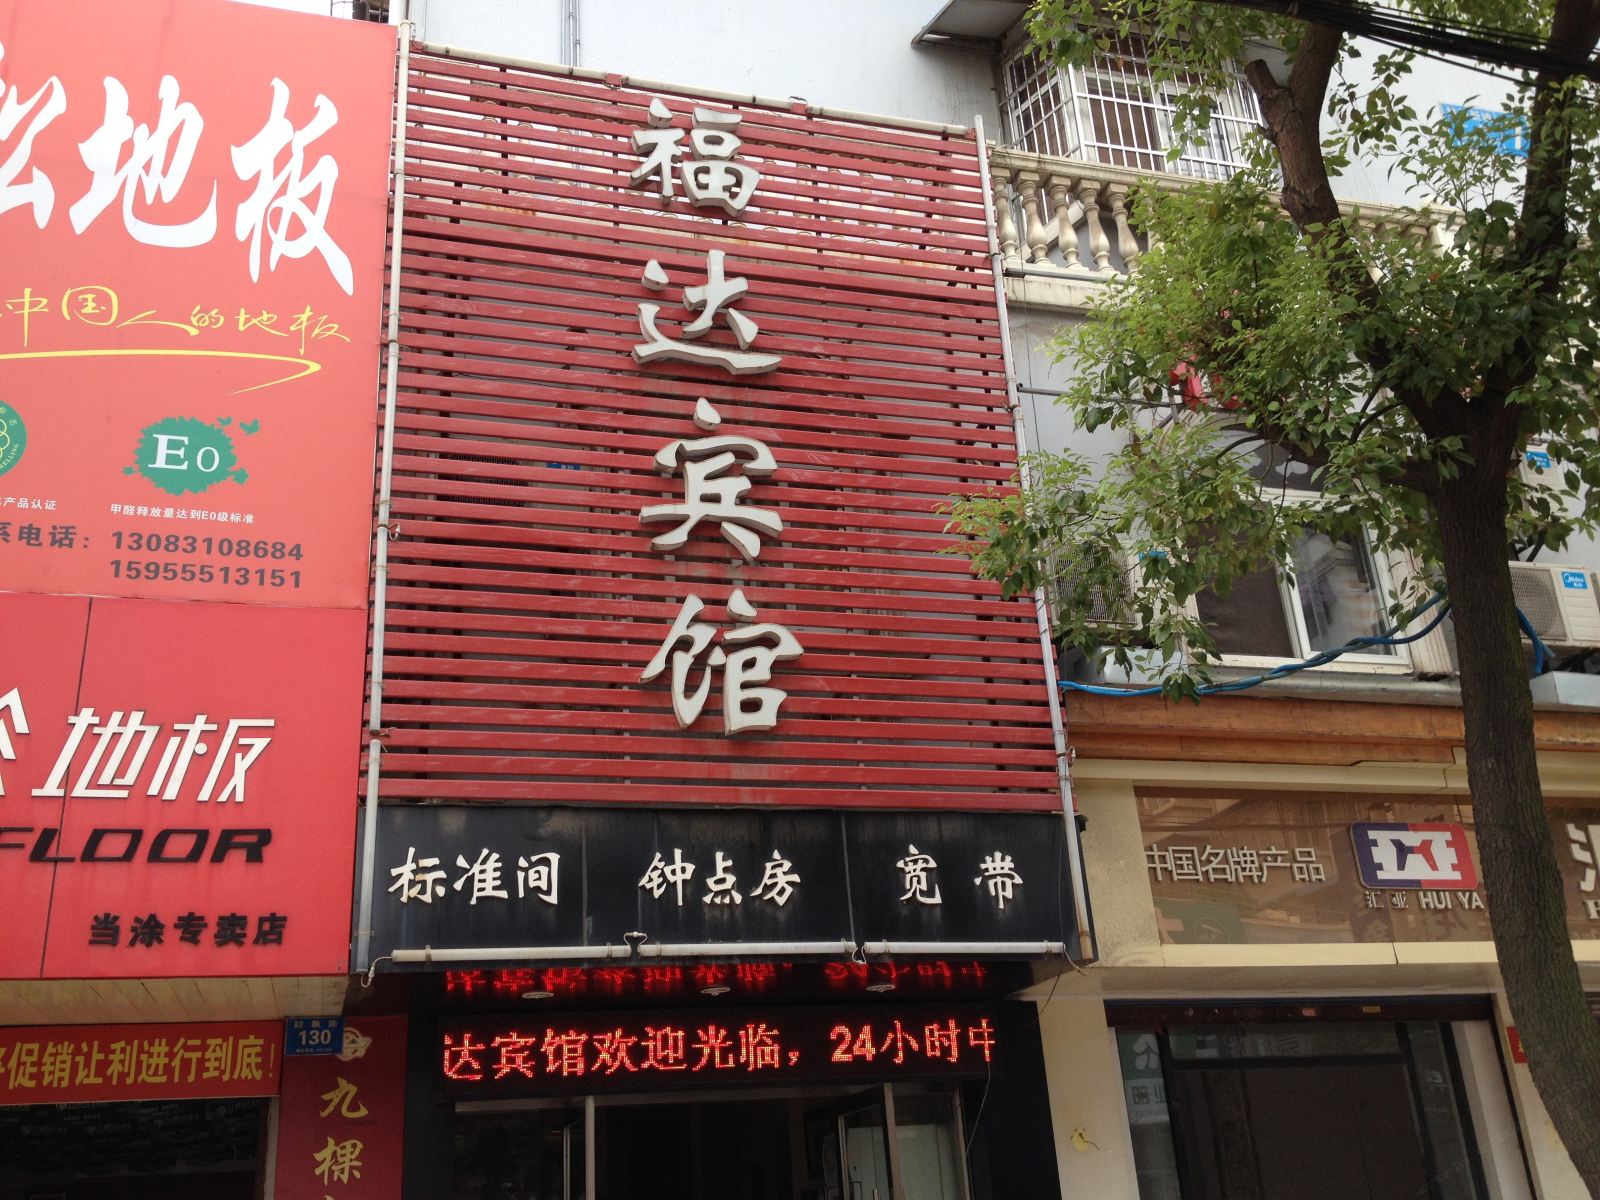 地板
中国人的地板
E0
产品认证
甲醛释放量达到E0级标准
系电话：13083108684
15955513151
地板
FLOOR
当涂专卖店
促销让利进行到底！
130
九棵
福达宾馆
标准间 钟点房 宽带
达宾馆欢迎光临，24小时
中国名牌产品
汇亚 HUI YA
Midea